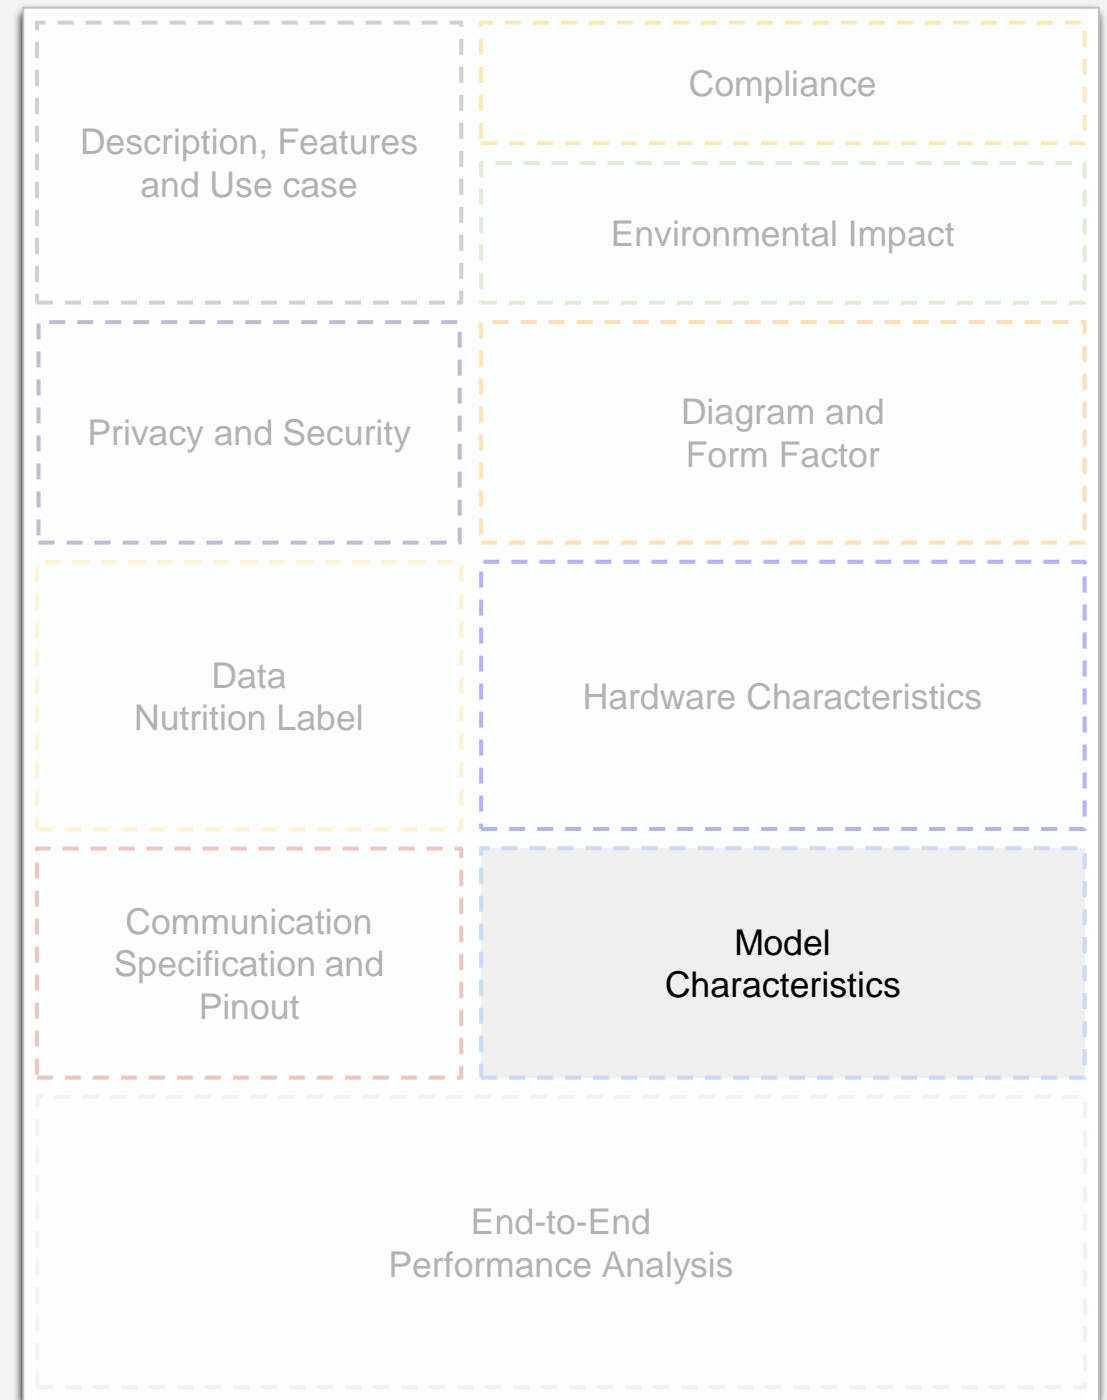 Description, Features
and Use case
Compliance
Environmental Impact
Privacy and Security
Diagram and
Form Factor
Data
Nutrition Label
Hardware Characteristics
Communication
Specification and
Pinout
Model
Characteristics
End-to-End
Performance Analysis